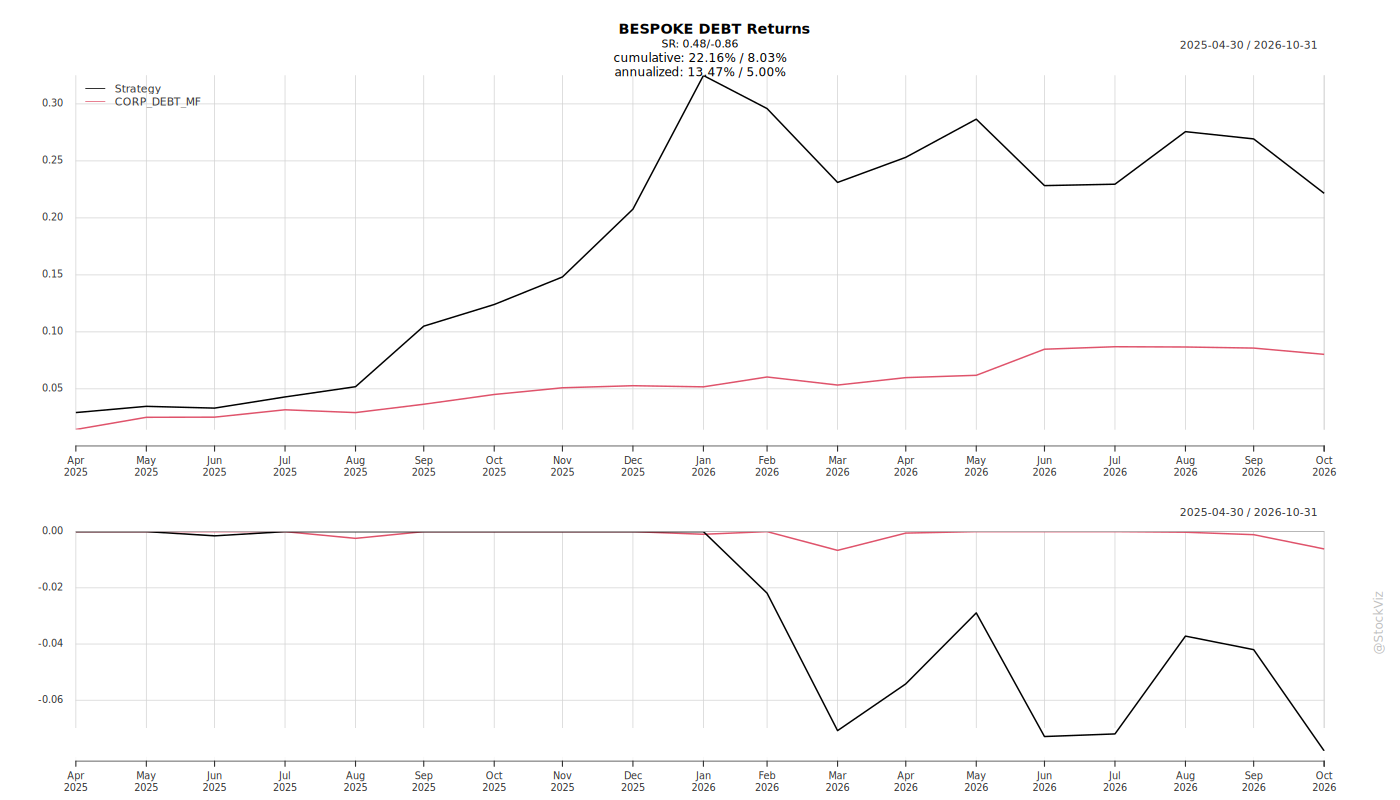 BESPOKE DEBT Returns
SR: 0.48/-0.86
cumulative: 22.16% / 8.03%
annualized: 13.47% / 5.00%
2025-04-30 / 2026-10-31
Strategy
CORP_DEBT_MF
0.30
0.25
0.20
0.15
0.10
0.05
Apr May Jun Jul Aug Sep Oct Nov Dec Jan Feb Mar Apr May Jun Jul Aug Sep Oct
2025 2025 2025 2025 2025 2025 2025 2025 2025 2026 2026 2026 2026 2026 2026 2026 2026 2026 2026
2025-04-30 / 2026-10-31
0.00
-0.02
-0.04
-0.06
Apr May Jun Jul Aug Sep Oct Nov Dec Jan Feb Mar Apr May Jun Jul Aug Sep Oct
2025 2025 2025 2025 2025 2025 2025 2025 2025 2026 2026 2026 2026 2026 2026 2026 2026 2026 2026
@StockViz